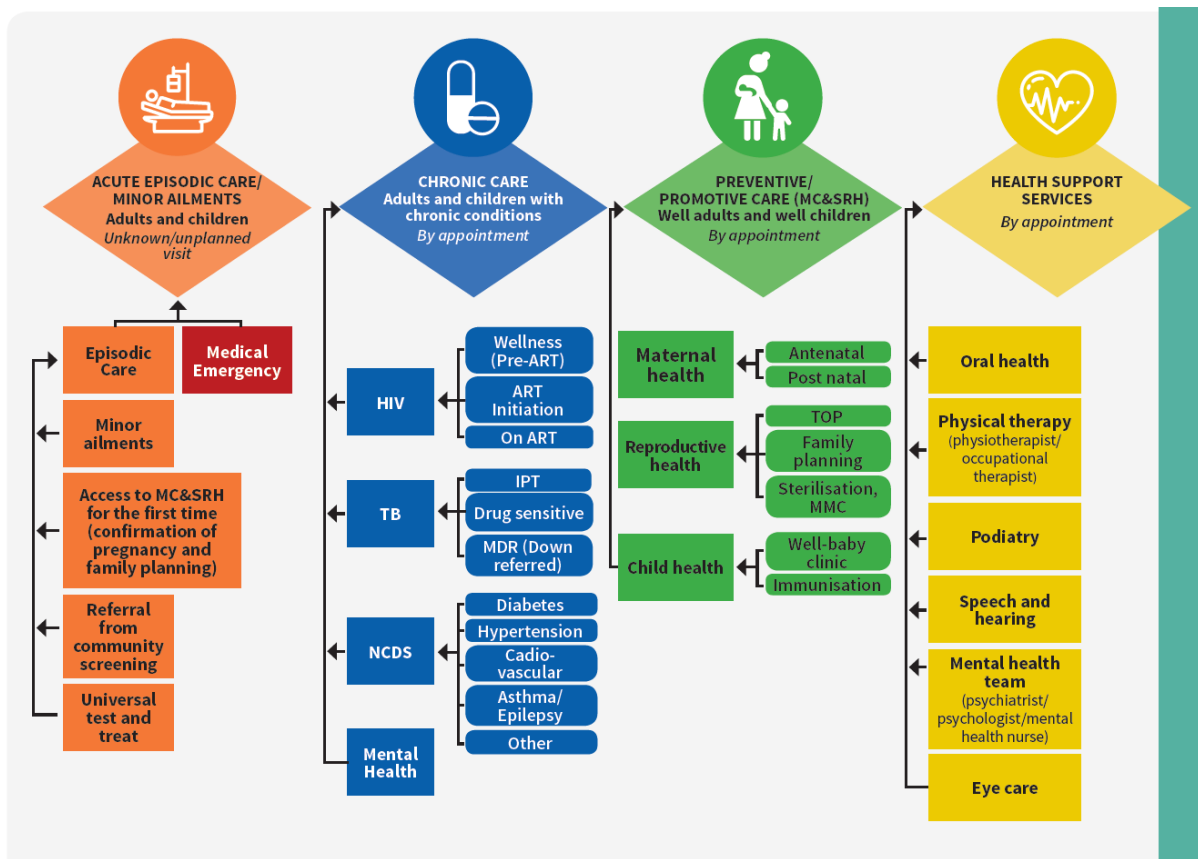 ACUTE EPISODIC CARE/
MINOR AILMENTS
Adults and children
Unknown/unplanned
visit
Episodic
Care
Medical
Emergency
Minor
ailments
Access to MC&SRH
for the first time
(confirmation of
pregnancy and
family planning)
Referral
from
community
screening
Universal
test and
treat
CHRONIC CARE
Adults and children with
chronic conditions
By appointment
HIV
Wellness
(Pre-ART)
ART
Initiation
On ART
TB
IPT
Drug sensitive
MDR (Down
referred)
NCDS
Diabetes
Hypertension
Cadio-
vascular
Asthma/
Epilepsy
Other
Mental
Health
PREVENTIVE/
PROMOTIVE CARE (MC&SRH)
Well adults and well children
By appointment
Maternal
health
Antenatal
Post natal
Reproductive
health
TOP
Family
planning
Sterilisation,
MMC
Child health
Well-baby
clinic
Immunisation
HEALTH SUPPORT
SERVICES
By appointment
Oral health
Physical therapy
(physiotherapist/
occupational
therapist)
Podiatry
Speech and
hearing
Mental health
team
(psychiatrist/
psychologist/mental
health nurse)
Eye care